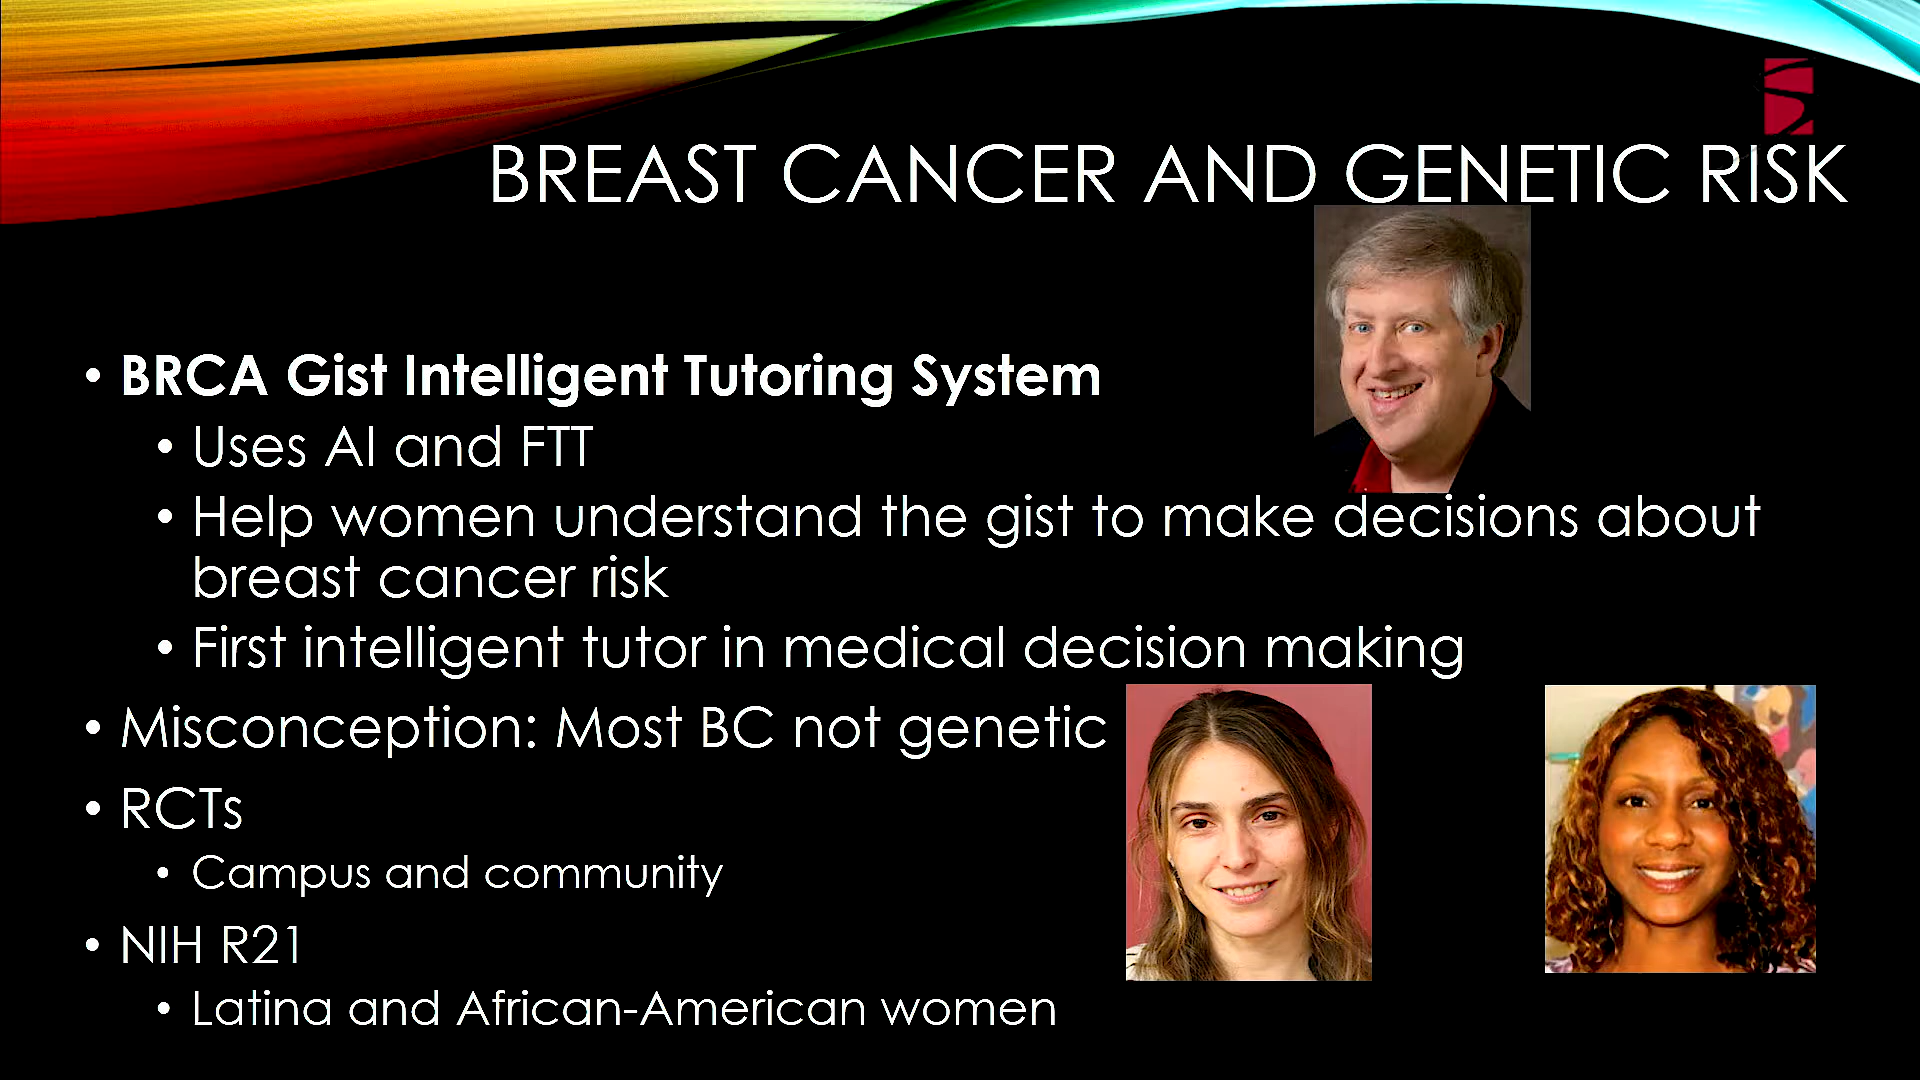 BREAST CANCER AND GENETIC RISK
• BRCA Gist Intelligent Tutoring System
• Uses AI and FTT
• Help women understand the gist to make decisions about
breast cancer risk
• First intelligent tutor in medical decision making
• Misconception: Most BC not genetic
• RCTs
• Campus and community
• NIH R21
• Latina and African-American women